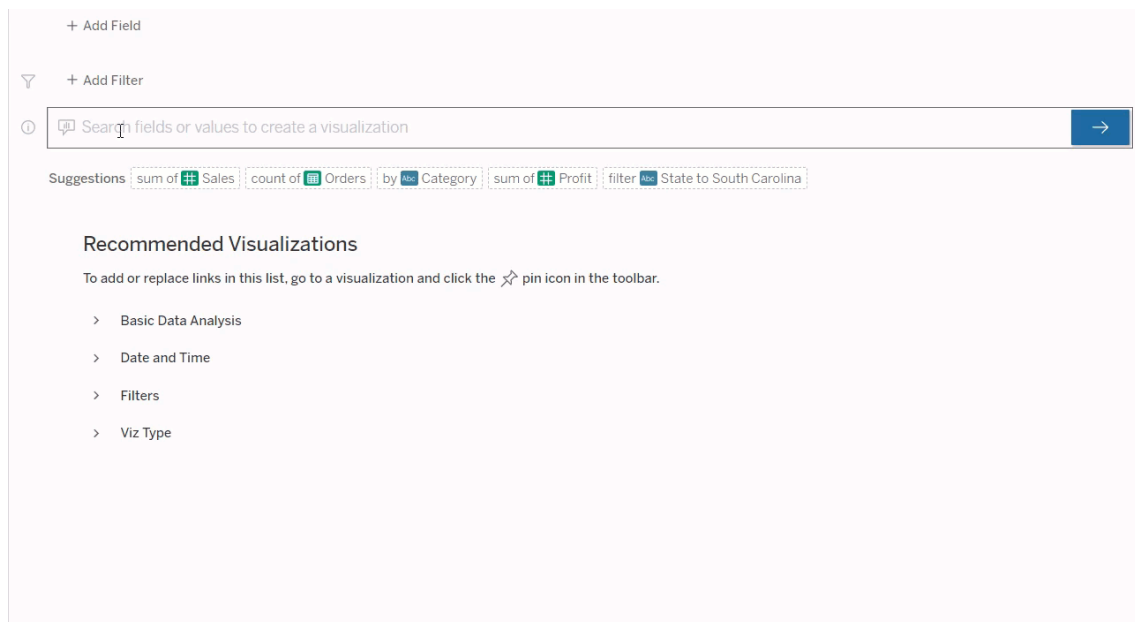 + Add Field
+ Add Filter
Search fields or values to create a visualization
Suggestions sum of Sales count of Orders by Abc Category sum of Profit filter Abc State to South Carolina
Recommended Visualizations
To add or replace links in this list, go to a visualization and click the pin icon in the toolbar.
Basic Data Analysis
Date and Time
Filters
Viz Type